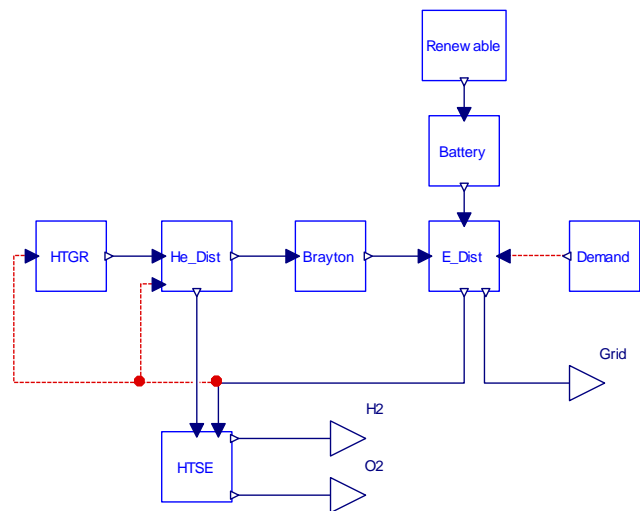 Renew able
Battery
HTGR
He_Dist
Brayton
E_Dist
Demand
Grid
H2
O2
HTSE